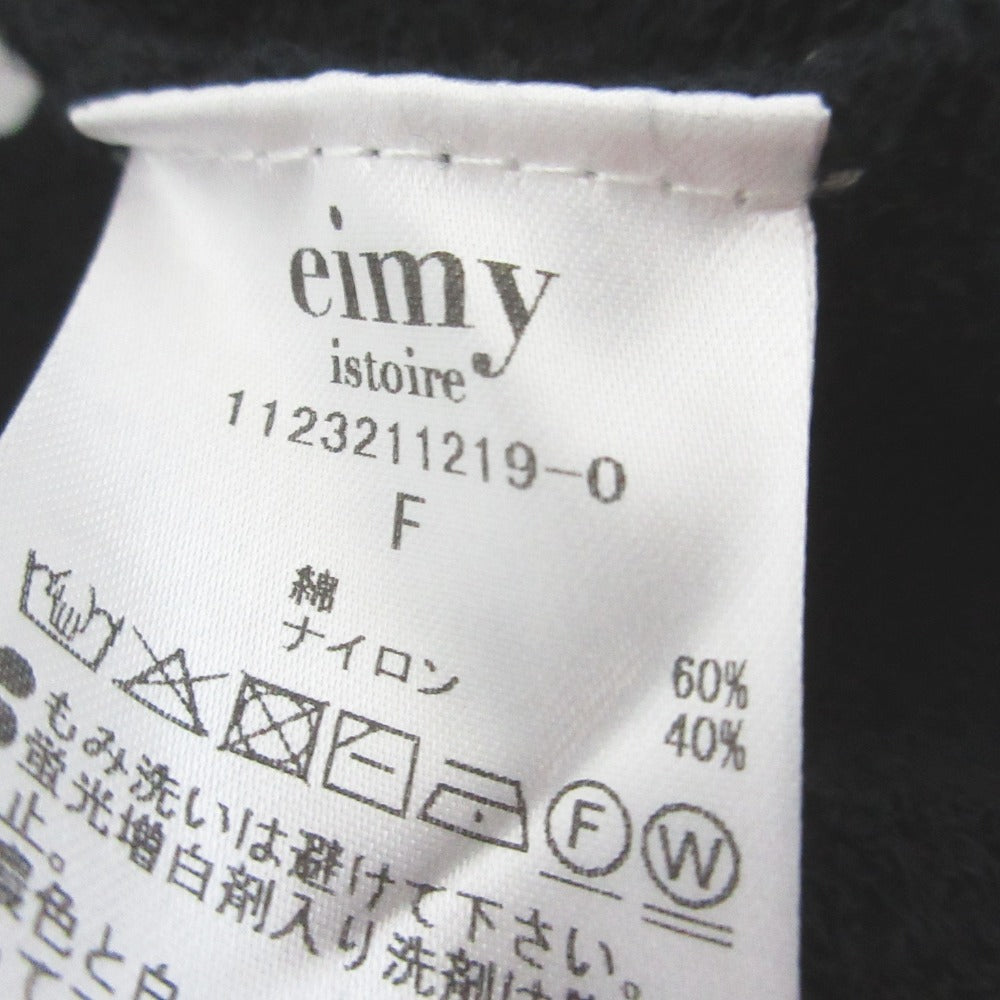 eimy
istoire
1123211219-0
F
綿 60%
ナイロン 40%
F W
もみ洗いは避けて下さい。
蛍光増白剤入り洗剤は
止。
濃色と白